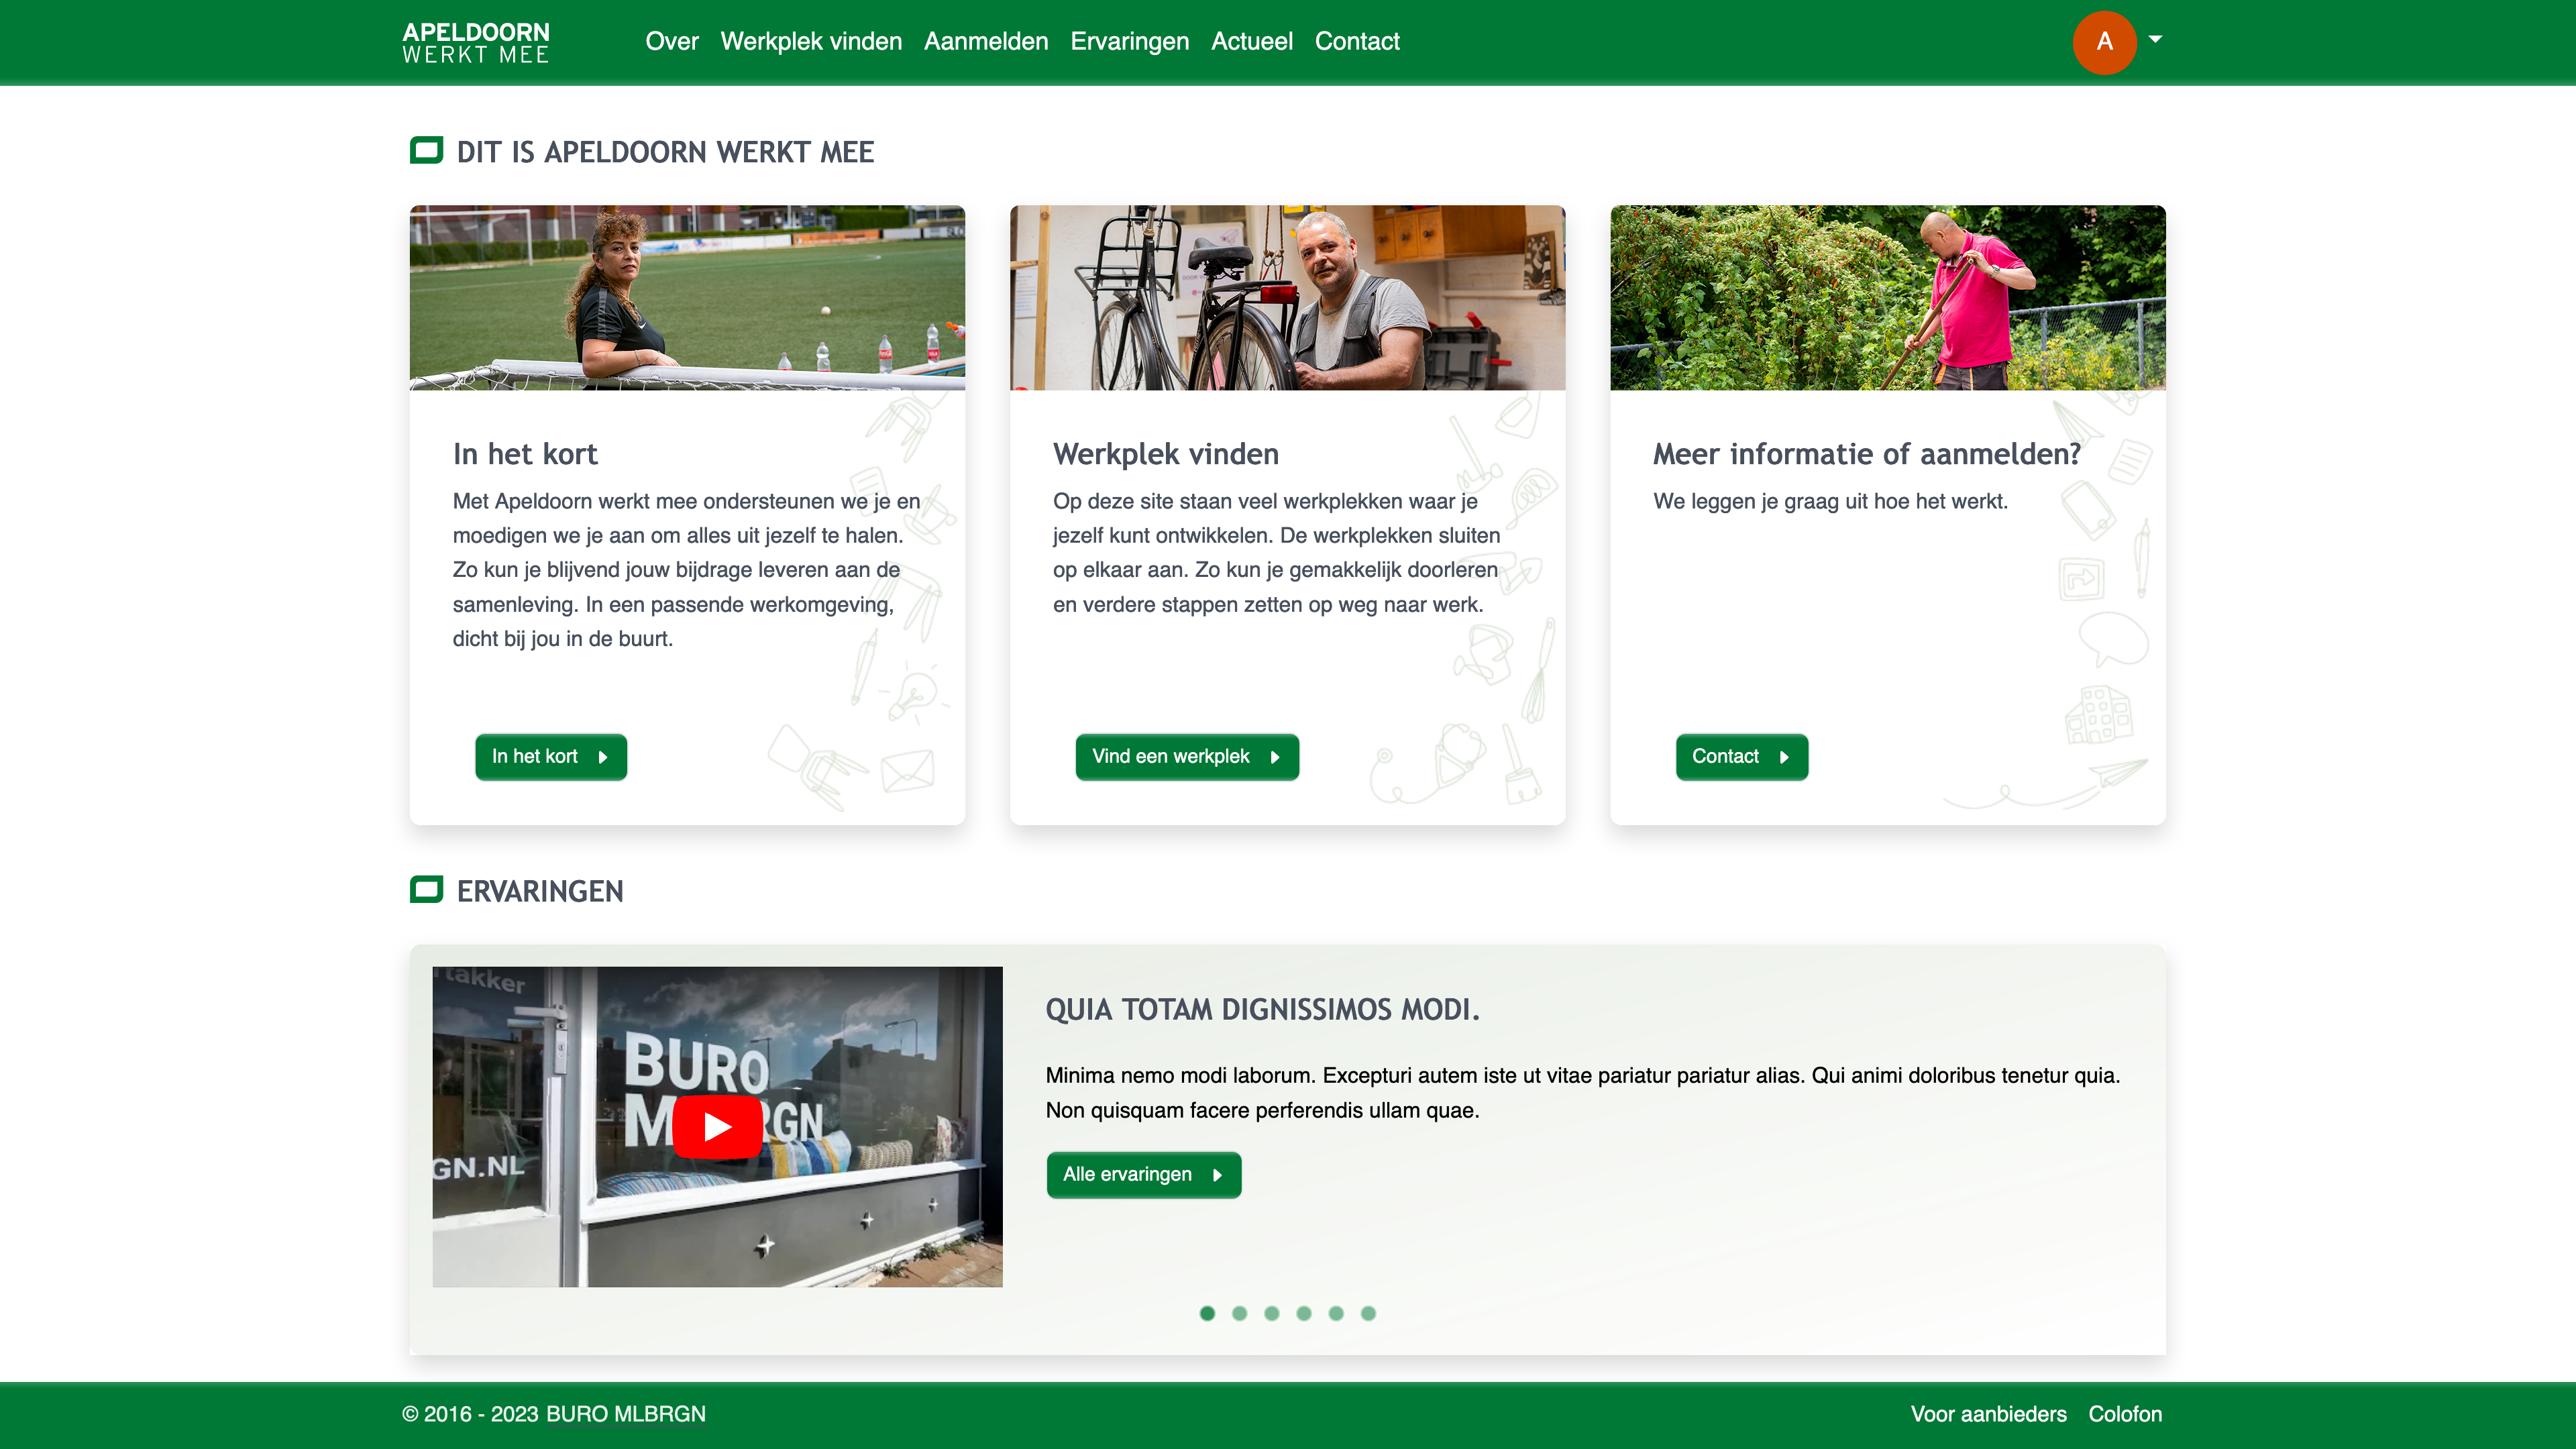 APELDOORN
WERKT MEE
Over Werkplek vinden Aanmelden Ervaringen Actueel Contact
A
DIT IS APELDOORN WERKT MEE
In het kort
Met Apeldoorn werkt mee ondersteunen we je en
moedigen we je aan om alles uit jezelf te halen.
Zo kun je blijvend jouw bijdrage leveren aan de
samenleving. In een passende werkomgeving,
dicht bij jou in de buurt.
In het kort
Werkplek vinden
Op deze site staan veel werkplekken waar je
jezelf kunt ontwikkelen. De werkplekken sluiten
op elkaar aan. Zo kun je gemakkelijk doorleren
en verdere stappen zetten op weg naar werk.
Vind een werkplek
Meer informatie of aanmelden?
We leggen je graag uit hoe het werkt.
Contact
ERVARINGEN
takker
BURO
M RGN
GN.NL
QUIA TOTAM DIGNISSIMOS MODI.
Minima nemo modi laborum. Excepturi autem iste ut vitae pariatur pariatur alias. Qui animi doloribus tenetur quia.
Non quisquam facere perferendis ullam quae.
Alle ervaringen
© 2016 - 2023 BURO MLBRGN
Voor aanbieders Colofon